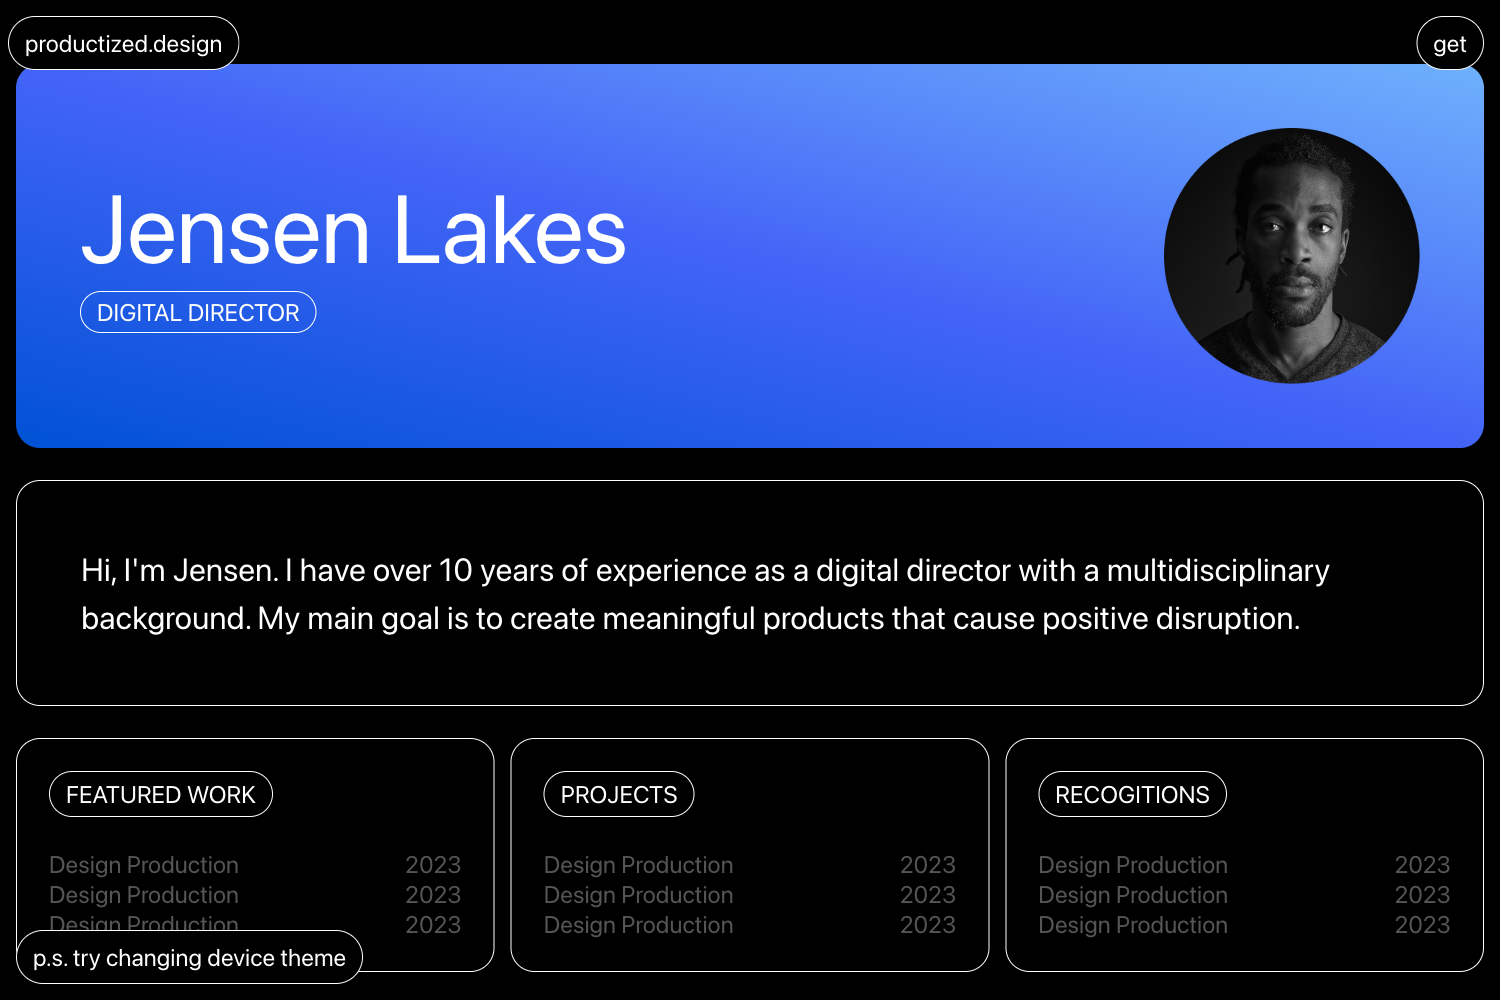 productized.design
get
Jensen Lakes
DIGITAL DIRECTOR
Hi, I'm Jensen. I have over 10 years of experience as a digital director with a multidisciplinary
background. My main goal is to create meaningful products that cause positive disruption.
FEATURED WORK
Design Production 2023
Design Production 2023
Design Production 2023
PROJECTS
Design Production 2023
Design Production 2023
Design Production 2023
RECOGITIONS
Design Production 2023
Design Production 2023
Design Production 2023
p.s. try changing device theme